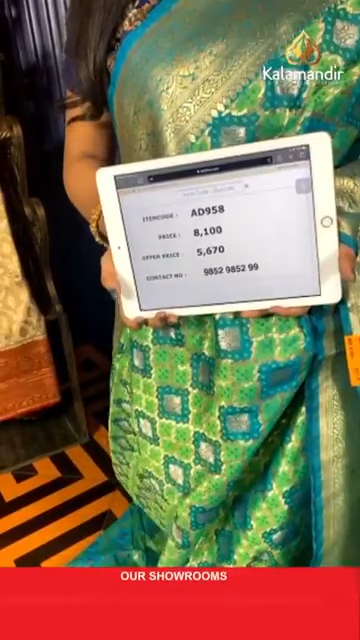 Kalamandir
ITEMCODE : AD958
PRICE : 8,100
OFFER PRICE : 5,670
CONTACT NO : 9852 9852 99
OUR SHOWROOMS